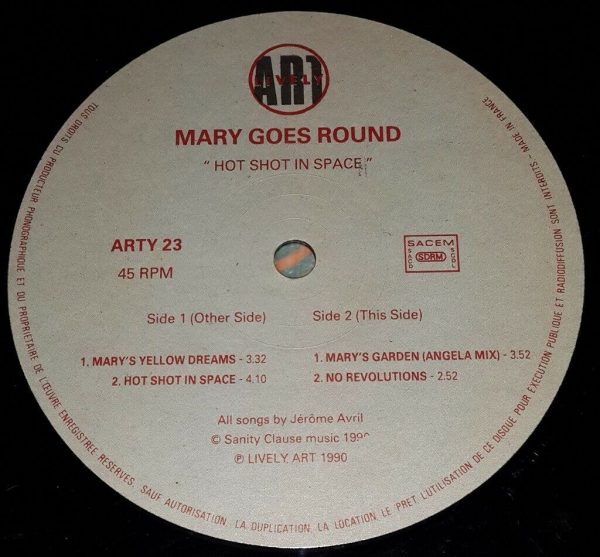 ART
LIVELY
MARY GOES ROUND
"HOT SHOT IN SPACE"
ARTY 23
45 RPM
SACEM
SACD SDRM SGDL
Side 1 (Other Side)
1. MARY'S YELLOW DREAMS - 3.32
2. HOT SHOT IN SPACE - 4.10
Side 2 (This Side)
1. MARY'S GARDEN (ANGELA MIX) - 3.52
2. NO REVOLUTIONS - 2.52
All songs by Jérôme Avril
© Sanity Clause music 1990
℗ LIVELY ART 1990
TOUS DROITS DU PRODUCTEUR PHONOGRAPHIQUE ET DU PROPRIETAIRE DE L'ŒUVRE ENREGISTREE RESERVES. SAUF AUTORISATION, LA DUPLICATION, LA LOCATION, LE PRET, L'UTILISATION DE CE DISQUE POUR EXECUTION PUBLIQUE ET RADIODIFFUSION SONT INTERDITS - MADE IN FRANCE